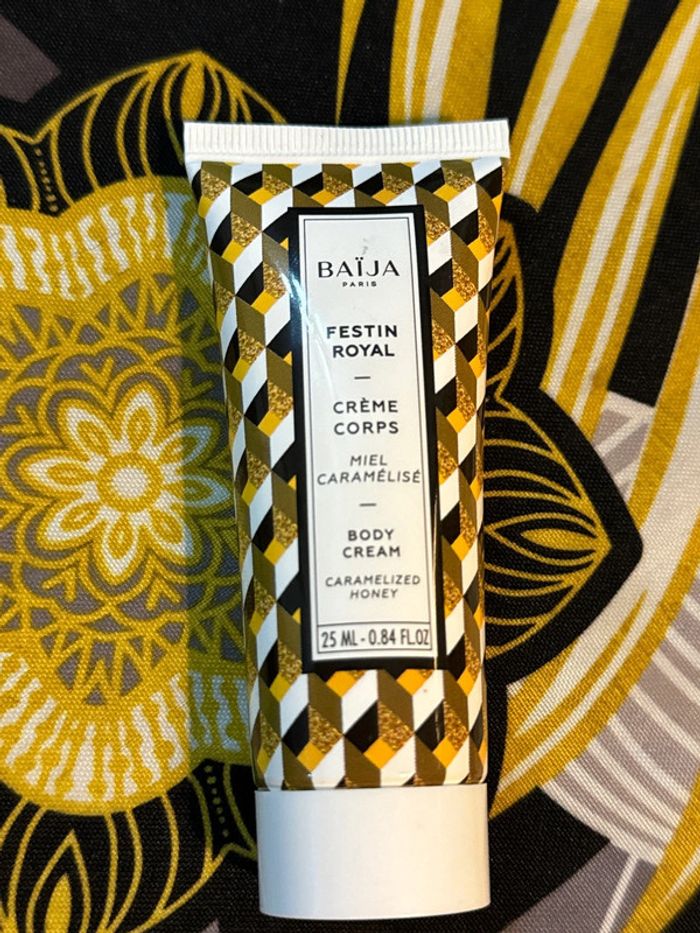 BAÏJA
PARIS
FESTIN
ROYAL
—
CRÈME
CORPS
MIEL
CARAMÉLISÉ
—
BODY
CREAM
CARAMELIZED
HONEY
25 ML - 0.84 FL.OZ